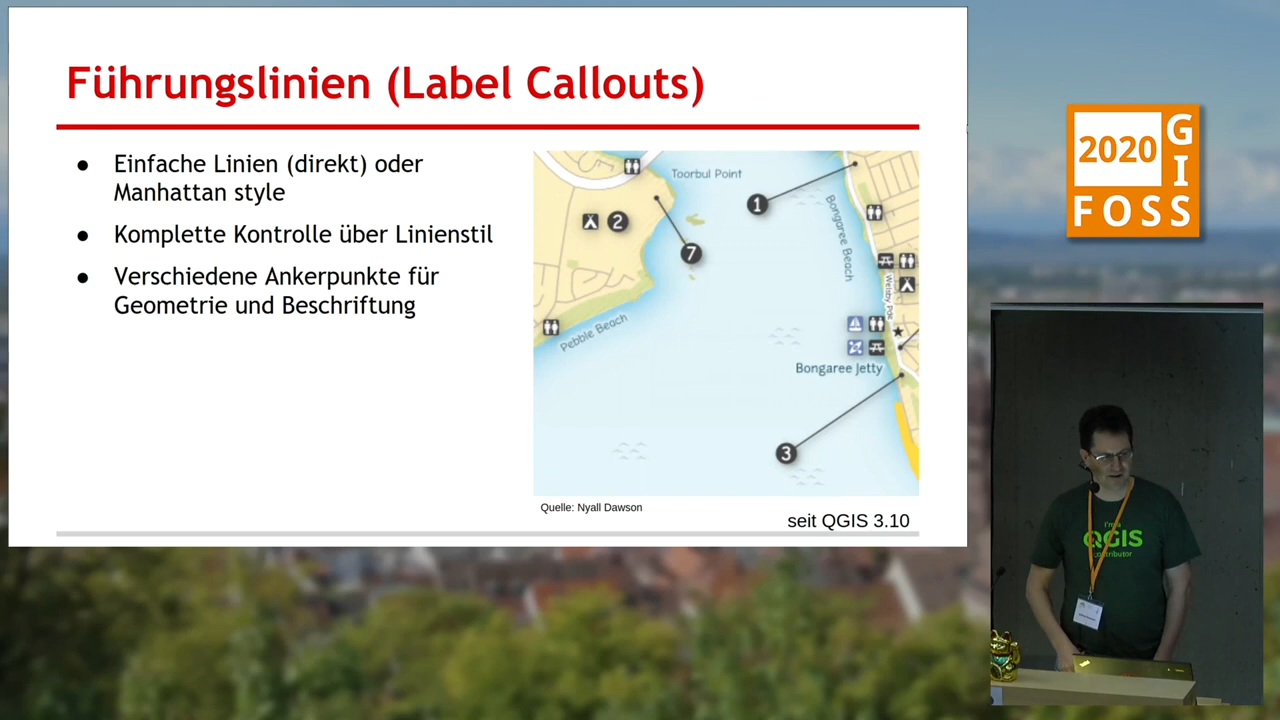 Führungslinien (Label Callouts)
● Einfache Linien (direkt) oder
Manhattan style
● Komplette Kontrolle über Linienstil
● Verschiedene Ankerpunkte für
Geometrie und Beschriftung
Toorbul Point
1
2
7
Bongaree Beach
Pebble Beach
Bongaree Jetty
3
Quelle: Nyall Dawson
seit QGIS 3.10
2020
GIS
FOSS
I'm a
QGIS
contributor